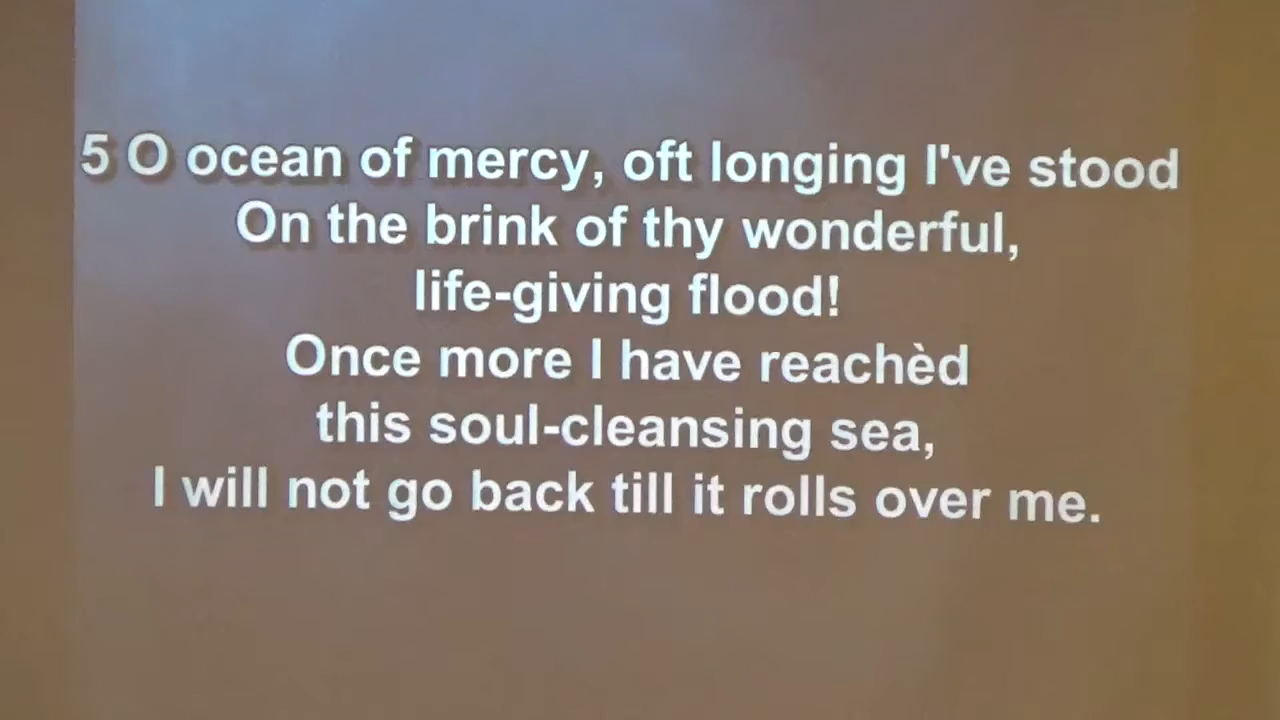 5 O ocean of mercy, oft longing I've stood
On the brink of thy wonderful,
life-giving flood!
Once more I have reachèd
this soul-cleansing sea,
I will not go back till it rolls over me.